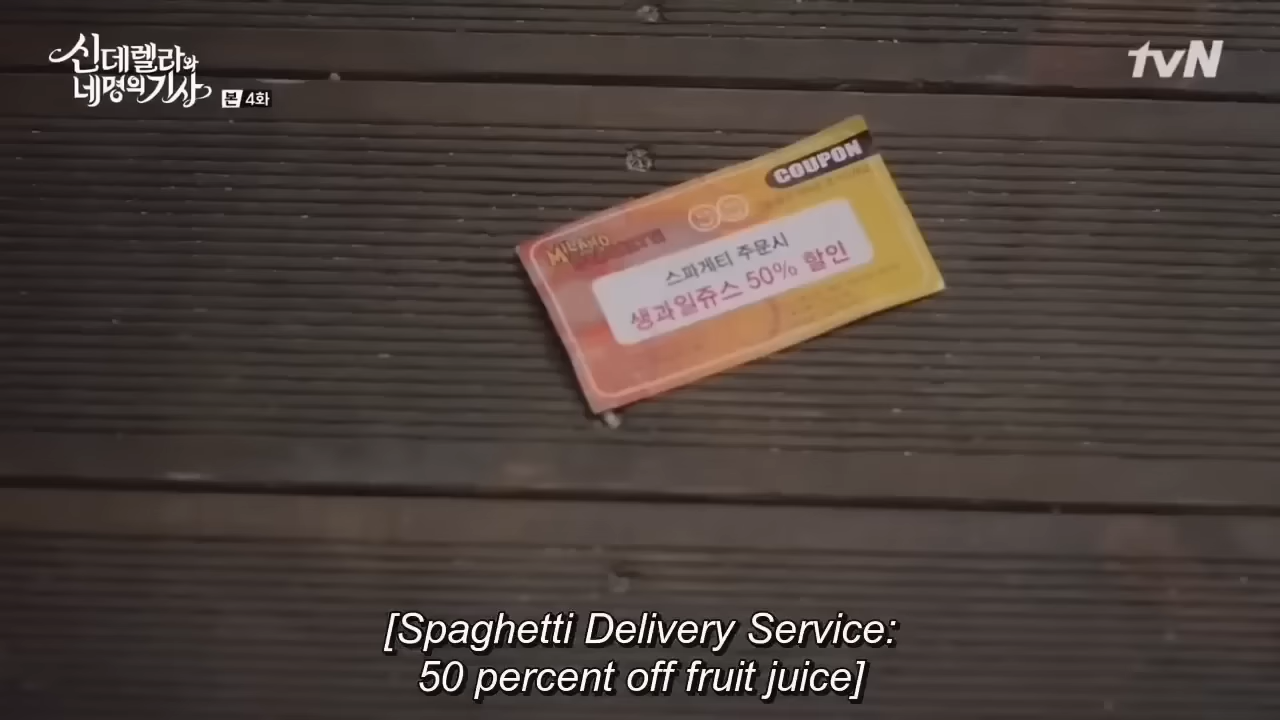 신데렐라와
네명의기사
본 4화
tvN
COUPON
MILANO
스파게티 주문시
생과일쥬스 50% 할인
[Spaghetti Delivery Service:
50 percent off fruit juice]